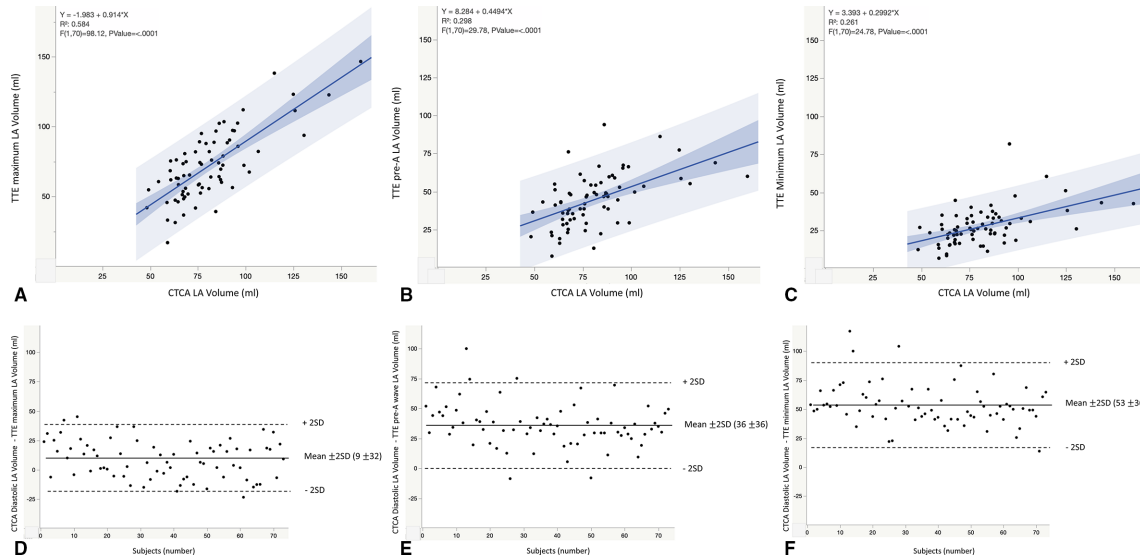 Y = -1.983 + 0.914*X
R²: 0.584
F(1,70)=98.12, PValue=<.0001
TTE maximum LA Volume (ml)
150
100
50
50
75
100
125
150
CTCA LA Volume (ml)
A
Y = 8.284 + 0.4494*X
R²: 0.298
F(1,70)=29.78, PValue=<.0001
TTE pre-A LA Volume (ml)
150
125
100
75
50
25
25
50
75
100
125
150
CTCA LA Volume (ml)
B
Y = 3.393 + 0.2992*X
R²: 0.261
F(1,70)=24.78, PValue=<.0001
TTE Minimum LA Volume (ml)
150
125
100
75
50
25
25
50
75
100
125
150
CTCA LA Volume (ml)
C
CTCA Diastolic LA Volume - TTE maximum LA Volume (ml)
100
75
50
25
0
-25
+ 2SD
Mean ±2SD (9 ±32)
- 2SD
0
10
20
30
40
50
60
70
Subjects (number)
D
CTCA Diastolic LA Volume - TTE pre-A wave LA Volume (ml)
100
75
50
25
0
-25
+ 2SD
Mean ±2SD (36 ±36)
- 2SD
0
10
20
30
40
50
60
70
Subjects (number)
E
CTCA Diastolic LA Volume - TTE minimum LA Volume (ml)
100
75
50
25
0
-25
+ 2SD
Mean ±2SD (53 ±36
- 2SD
0
10
20
30
40
50
60
70
Subjects (number)
F